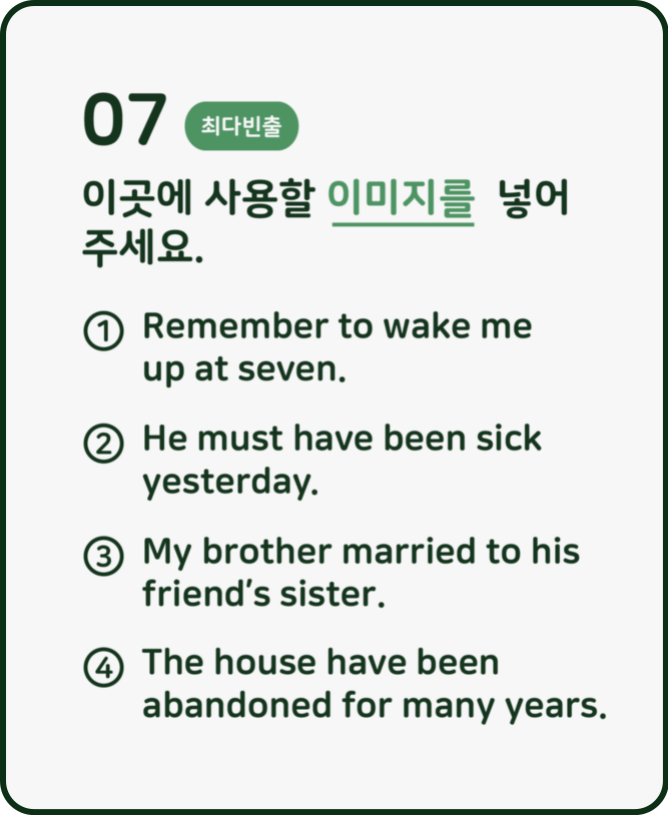 07 최다빈출
이곳에 사용할 이미지를 넣어
주세요.
① Remember to wake me
up at seven.
② He must have been sick
yesterday.
③ My brother married to his
friend's sister.
④ The house have been
abandoned for many years.